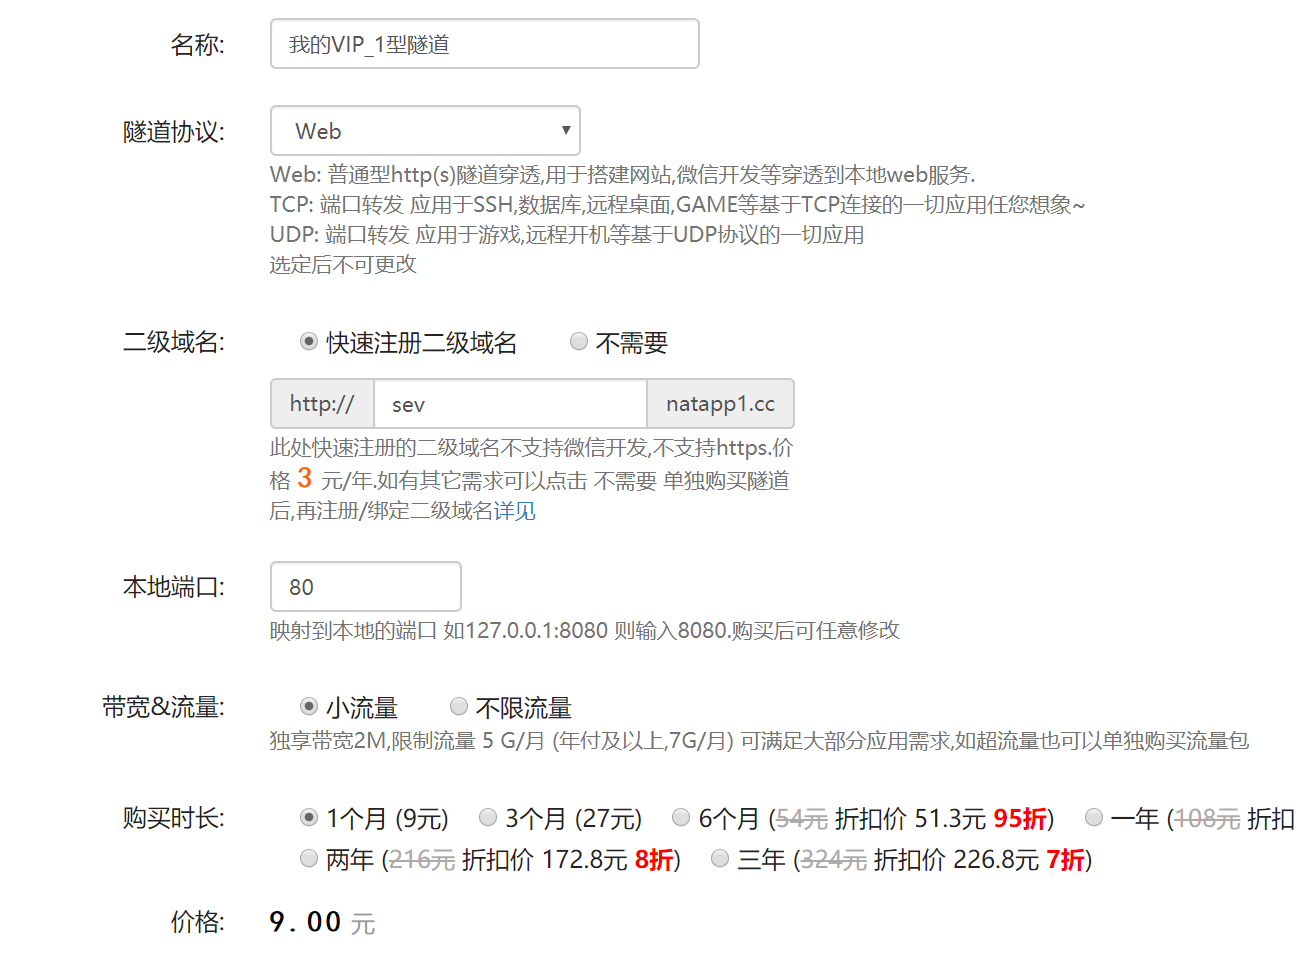 名称: 我的VIP_1型隧道
隧道协议: Web
Web: 普通型http(s)隧道穿透,用于搭建网站,微信开发等穿透到本地web服务.
TCP: 端口转发 应用于SSH,数据库,远程桌面,GAME等基于TCP连接的一切应用任您想象~
UDP: 端口转发 应用于游戏,远程开机等基于UDP协议的一切应用
选定后不可更改
二级域名: 快速注册二级域名 不需要
http:// sev natapp1.cc
此处快速注册的二级域名不支持微信开发,不支持https.价
格 3 元/年.如有其它需求可以点击 不需要 单独购买隧道
后,再注册/绑定二级域名详见
本地端口: 80
映射到本地的端口 如127.0.0.1:8080 则输入8080.购买后可任意修改
带宽&流量: 小流量 不限流量
独享带宽2M,限制流量 5 G/月 (年付及以上,7G/月) 可满足大部分应用需求,如超流量也可以单独购买流量包
购买时长: 1个月 (9元) 3个月 (27元) 6个月 (54元 折扣价 51.3元 95折) 一年 (108元 折扣
两年 (216元 折扣价 172.8元 8折) 三年 (324元 折扣价 226.8元 7折)
价格: 9.00 元